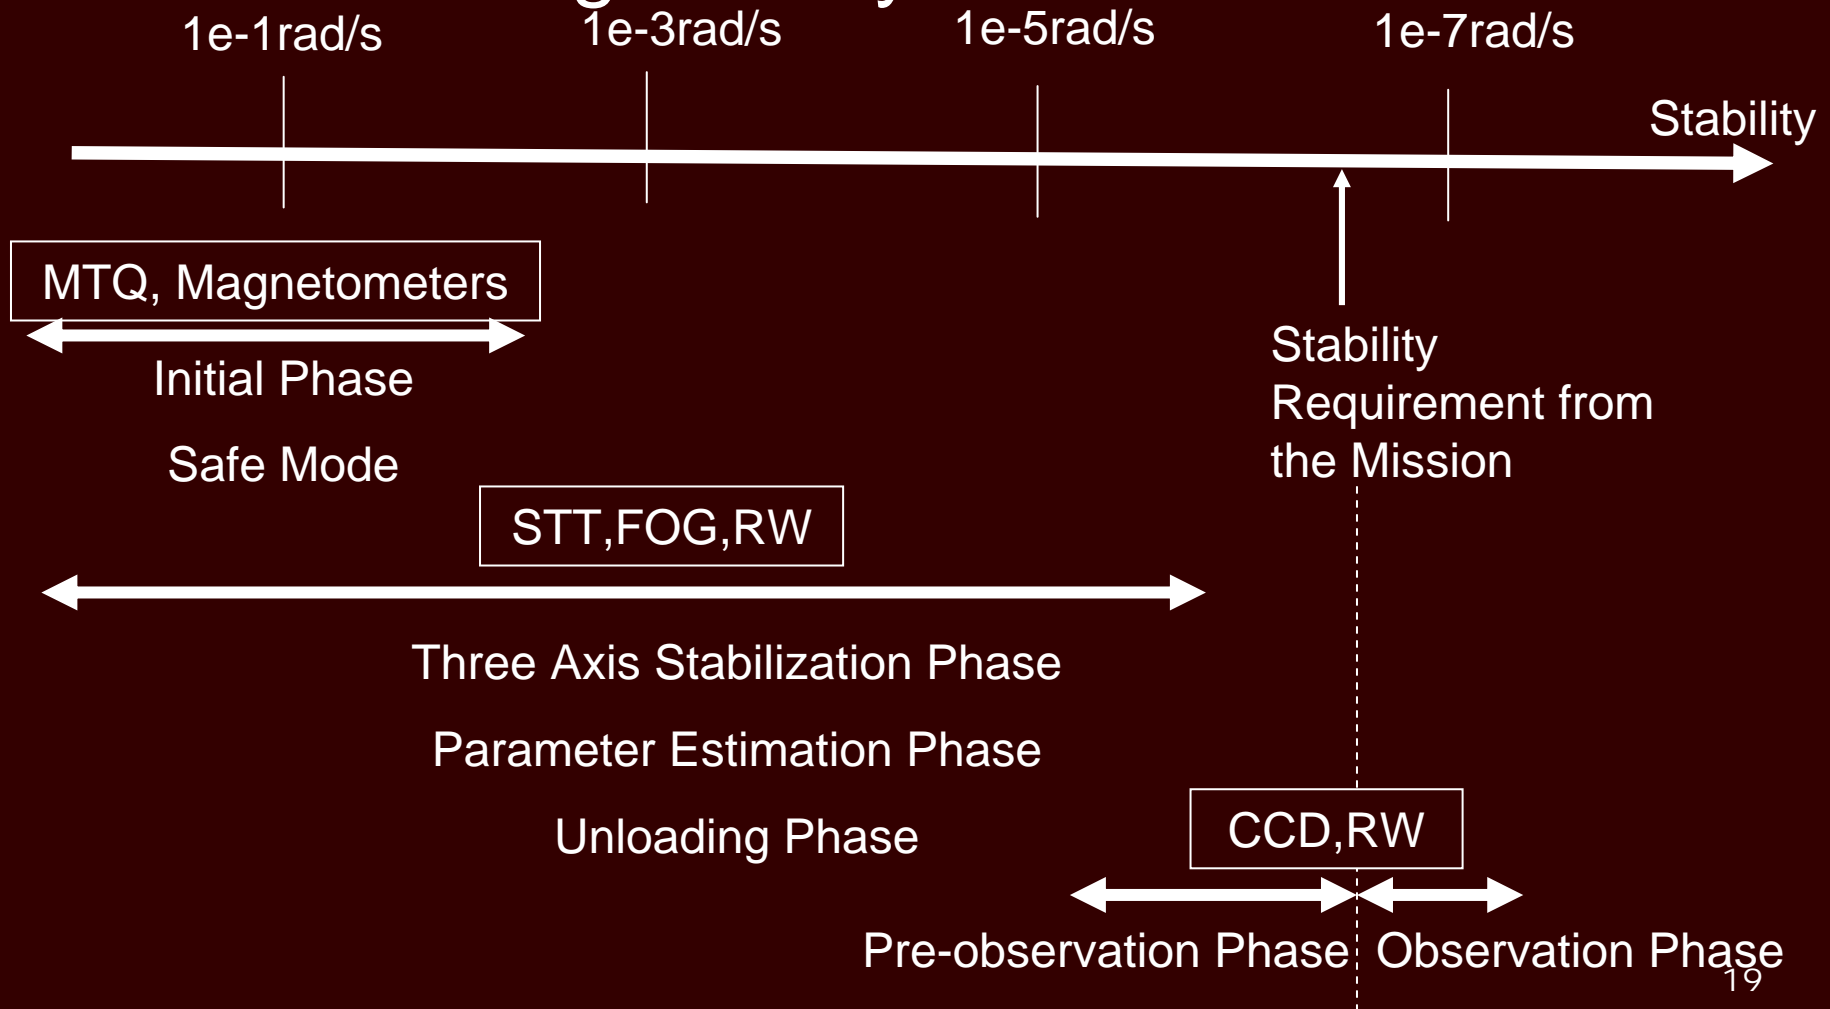 1e-1rad/s 1e-3rad/s 1e-5rad/s 1e-7rad/s
Stability
MTQ, Magnetometers
Initial Phase
Safe Mode
Stability
Requirement from
the Mission
STT,FOG,RW
Three Axis Stabilization Phase
Parameter Estimation Phase
Unloading Phase
CCD,RW
Pre-observation Phase
Observation Phase
19